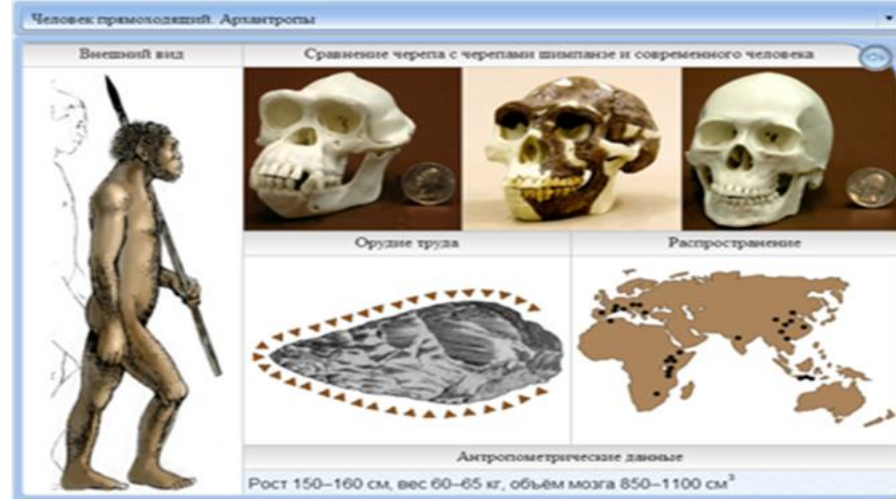 Человек прямоходящий. Архантропы
Внешний вид
Сравнение черепа с черепами шимпанзе и современного человека
Орудие труда
Распространение
Антропометрические данные
Рост 150–160 см, вес 60–65 кг, объём мозга 850–1100 см³